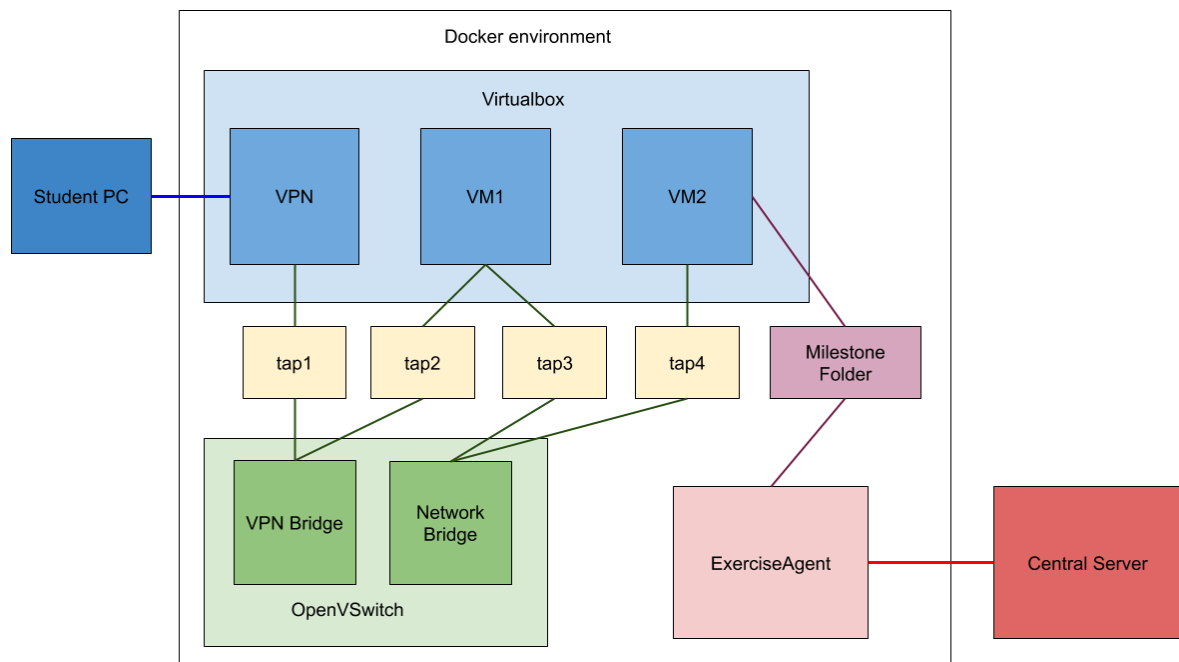 Docker environment
Virtualbox
Student PC
VPN
VM1
VM2
tap1
tap2
tap3
tap4
Milestone
Folder
VPN Bridge
Network
Bridge
OpenVSwitch
ExerciseAgent
Central Server